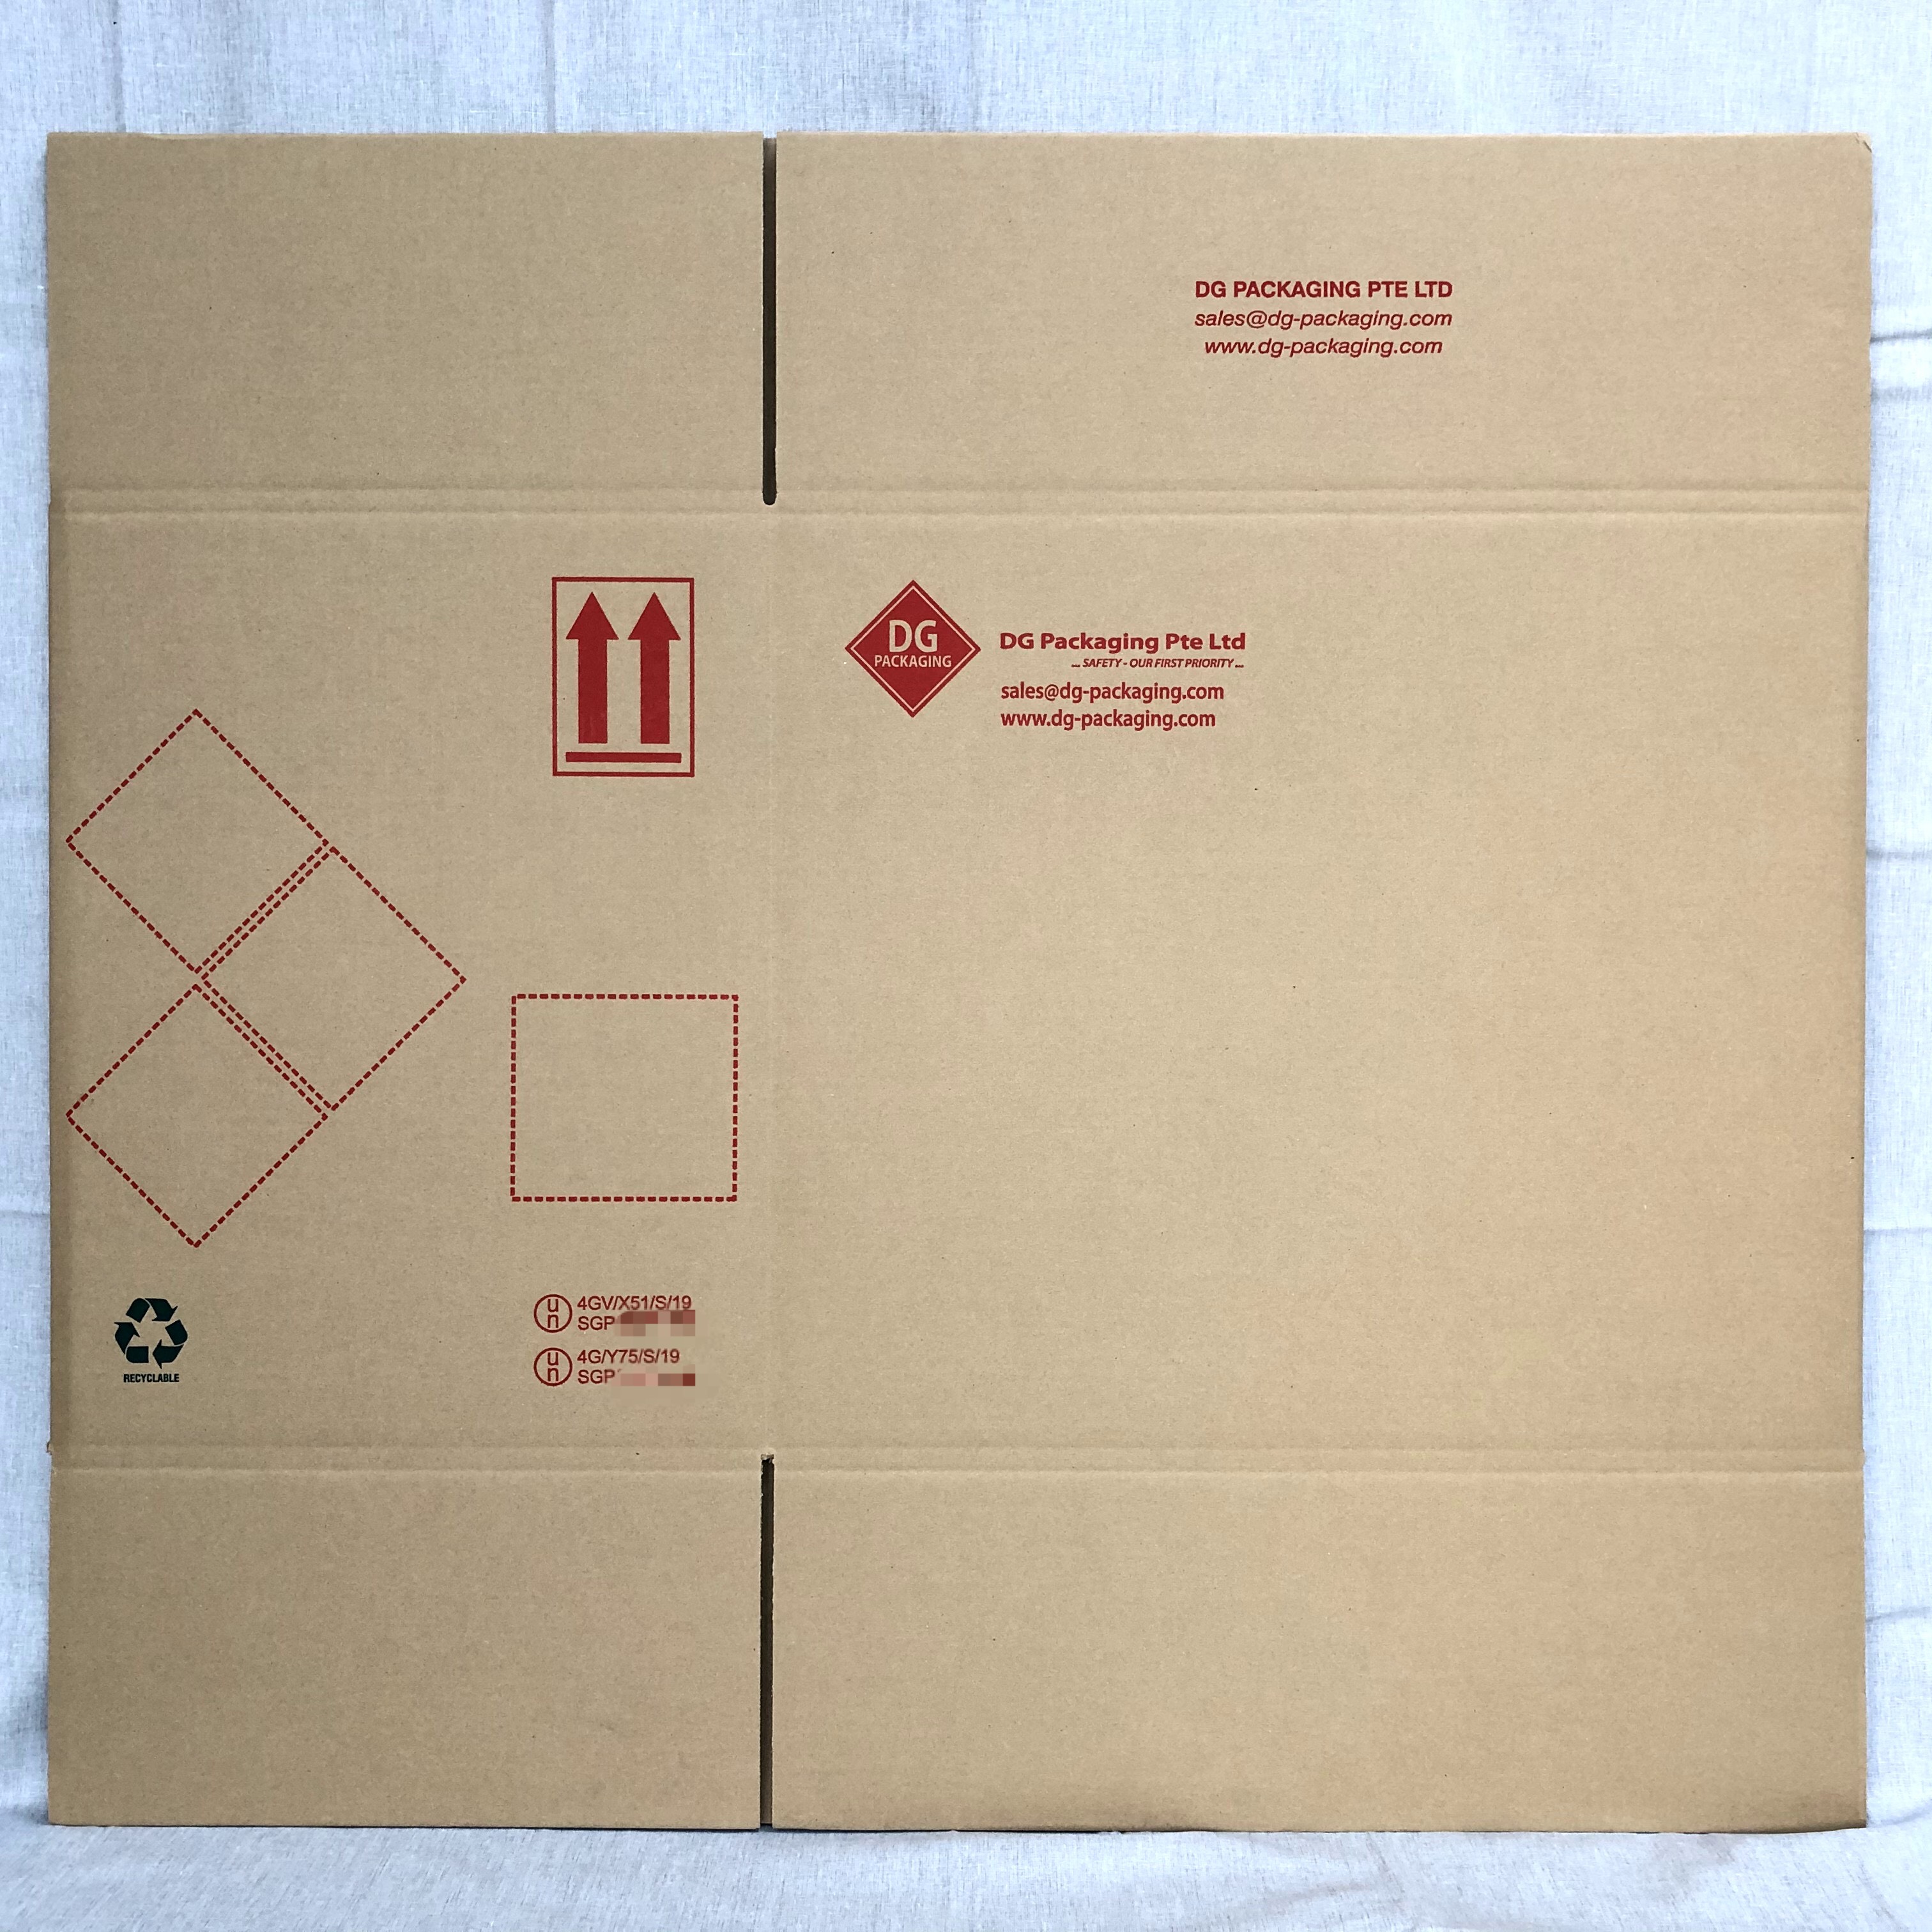 DG PACKAGING PTE LTD
sales@dg-packaging.com
www.dg-packaging.com
DG
PACKAGING
DG Packaging Pte Ltd
... SAFETY - OUR FIRST PRIORITY ...
sales@dg-packaging.com
www.dg-packaging.com
RECYCLABLE
un
4GV/X51/S/19
SGP
un
4G/Y75/S/19
SGP